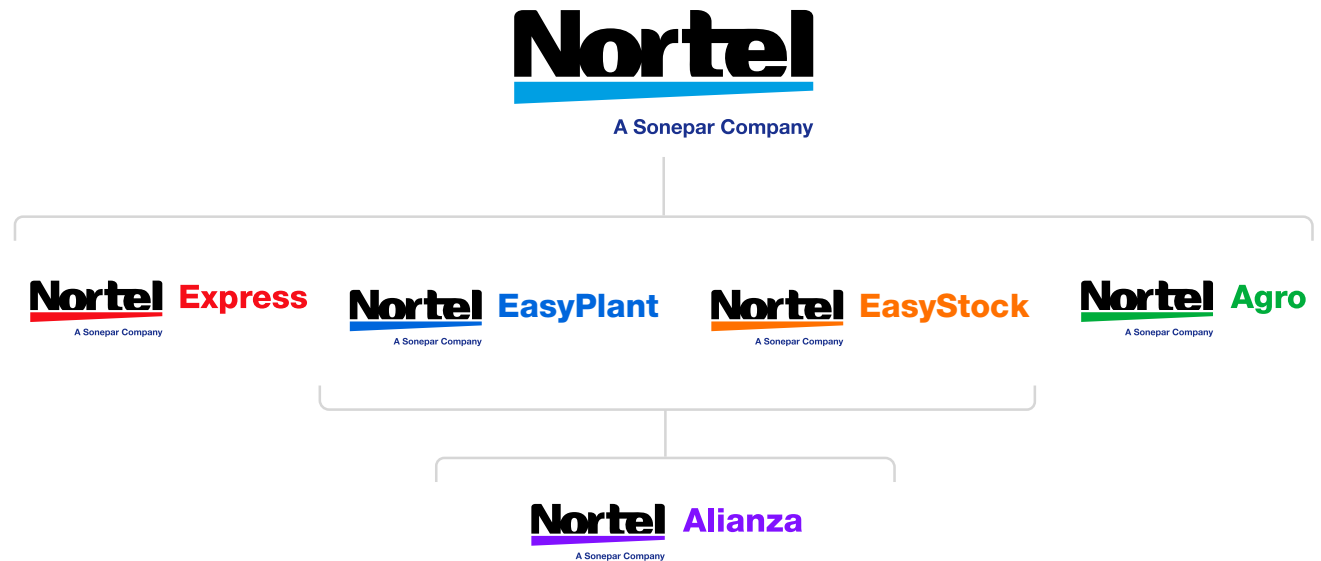 Nortel
A Sonepar Company
Nortel Express
A Sonepar Company
Nortel EasyPlant
A Sonepar Company
Nortel EasyStock
A Sonepar Company
Nortel Agro
A Sonepar Company
Nortel Alianza
A Sonepar Company